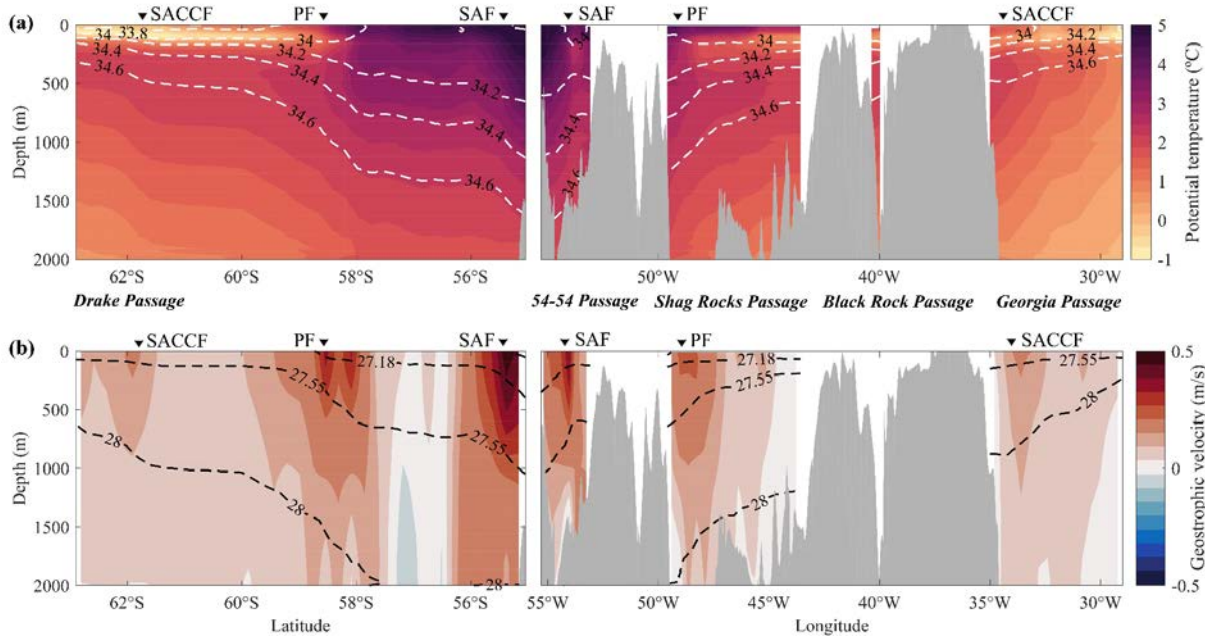 (a)
SACCF PF SAF SAF PF SACCF
0
500
1000
1500
2000
Depth (m)
34 33.8 34 34 34.2
34.4 34.2 34.2 34.4
34.6 34.4 34.2 34.4 34.4 34.6
34.6 34.4 34.6
34.6 34.6
62°S 60°S 58°S 56°S 50°W 40°W 30°W
5
4
3
2
1
0
-1
Potential temperature (°C)
Drake Passage 54-54 Passage Shag Rocks Passage Black Rock Passage Georgia Passage
(b)
SACCF PF SAF SAF PF SACCF
0
500
1000
1500
2000
Depth (m)
27.18 27.18 27.55
27.55 27.55
27.55
28 28
28 28
28
62°S 60°S 58°S 56°S 55°W 50°W 45°W 40°W 35°W 30°W
Latitude Longitude
0.5
0
-0.5
Geostrophic velocity (m/s)